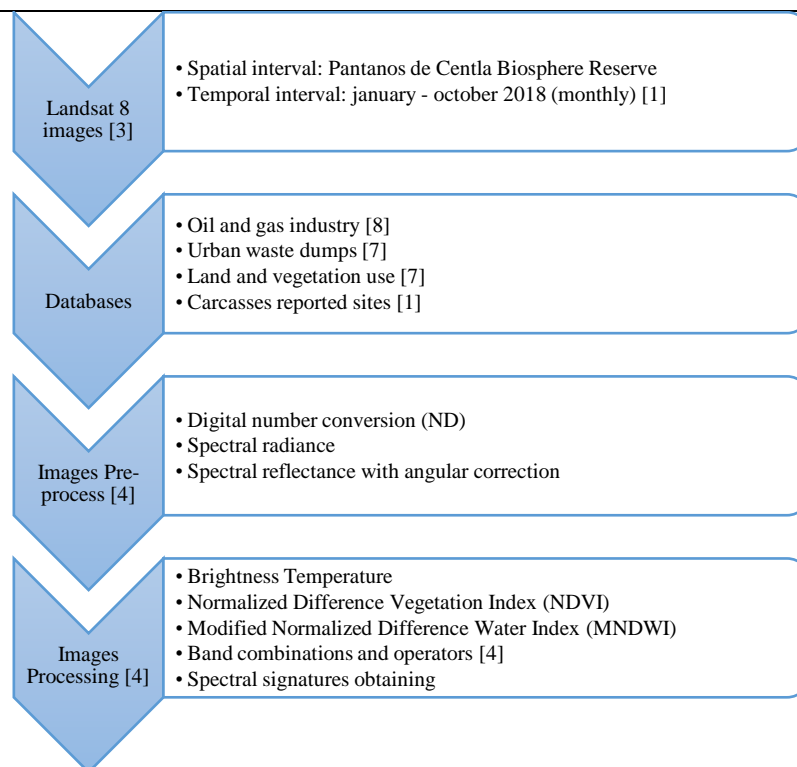 Landsat 8
images [3]
• Spatial interval: Pantanos de Centla Biosphere Reserve
• Temporal interval: january - october 2018 (monthly) [1]
Databases
• Oil and gas industry [8]
• Urban waste dumps [7]
• Land and vegetation use [7]
• Carcasses reported sites [1]
Images Pre-
process [4]
• Digital number conversion (ND)
• Spectral radiance
• Spectral reflectance with angular correction
Images
Processing [4]
• Brightness Temperature
• Normalized Difference Vegetation Index (NDVI)
• Modified Normalized Difference Water Index (MNDWI)
• Band combinations and operators [4]
• Spectral signatures obtaining